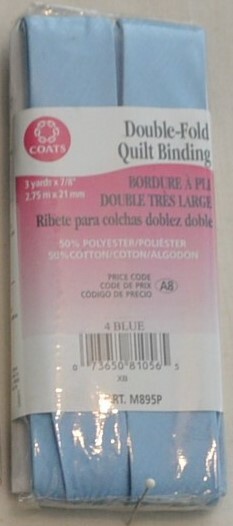 COATS
Double-Fold
Quilt Binding
3 yards x 7/8"
2.75 m x 21 mm
BORDURE À PLI
DOUBLE TRÈS LARGE
Ribete para colchas doblez doble
50% POLYESTER/POLIÉSTER
50% COTTON/COTON/ALGODON
PRICE CODE
CODE DE PRIX
CÓDIGO DE PRECIO
A8
4 BLUE
0 73650 81056 5
XB
ART. M895P